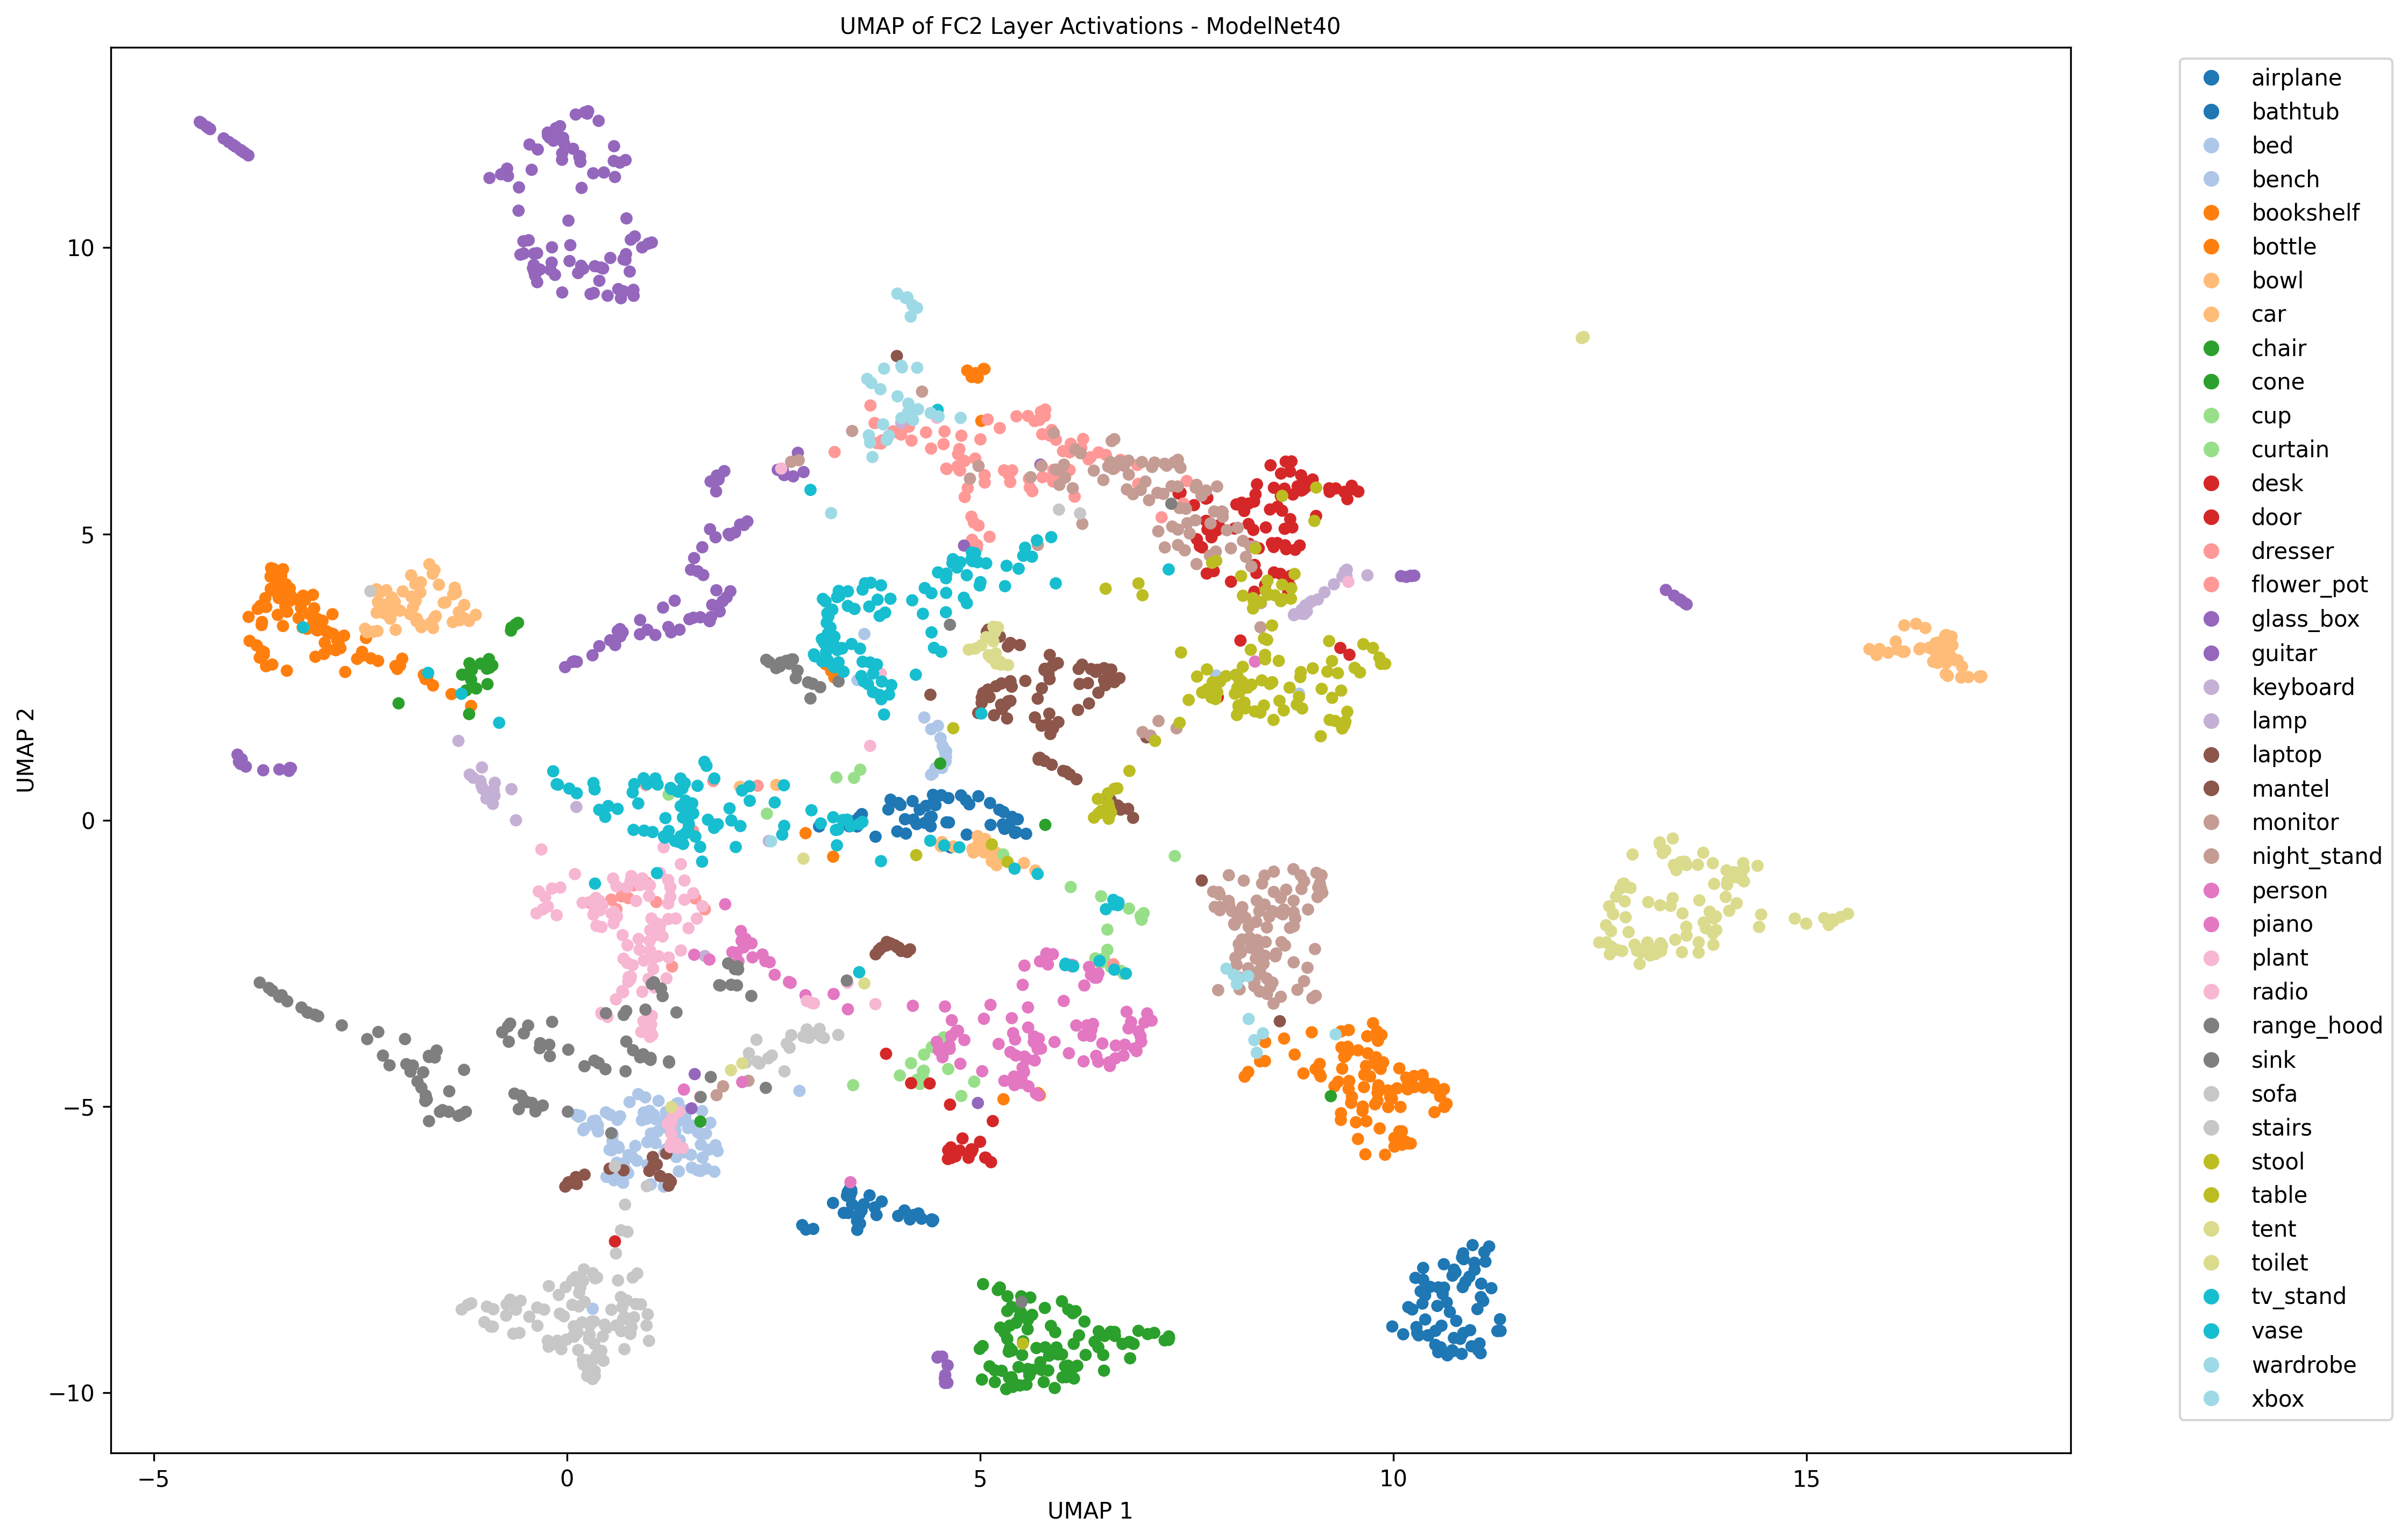 UMAP of FC2 Layer Activations - ModelNet40
UMAP 2
10
5
0
−5
−10
−5
0
5
10
15
UMAP 1
airplane
bathtub
bed
bench
bookshelf
bottle
bowl
car
chair
cone
cup
curtain
desk
door
dresser
flower_pot
glass_box
guitar
keyboard
lamp
laptop
mantel
monitor
night_stand
person
piano
plant
radio
range_hood
sink
sofa
stairs
stool
table
tent
toilet
tv_stand
vase
wardrobe
xbox